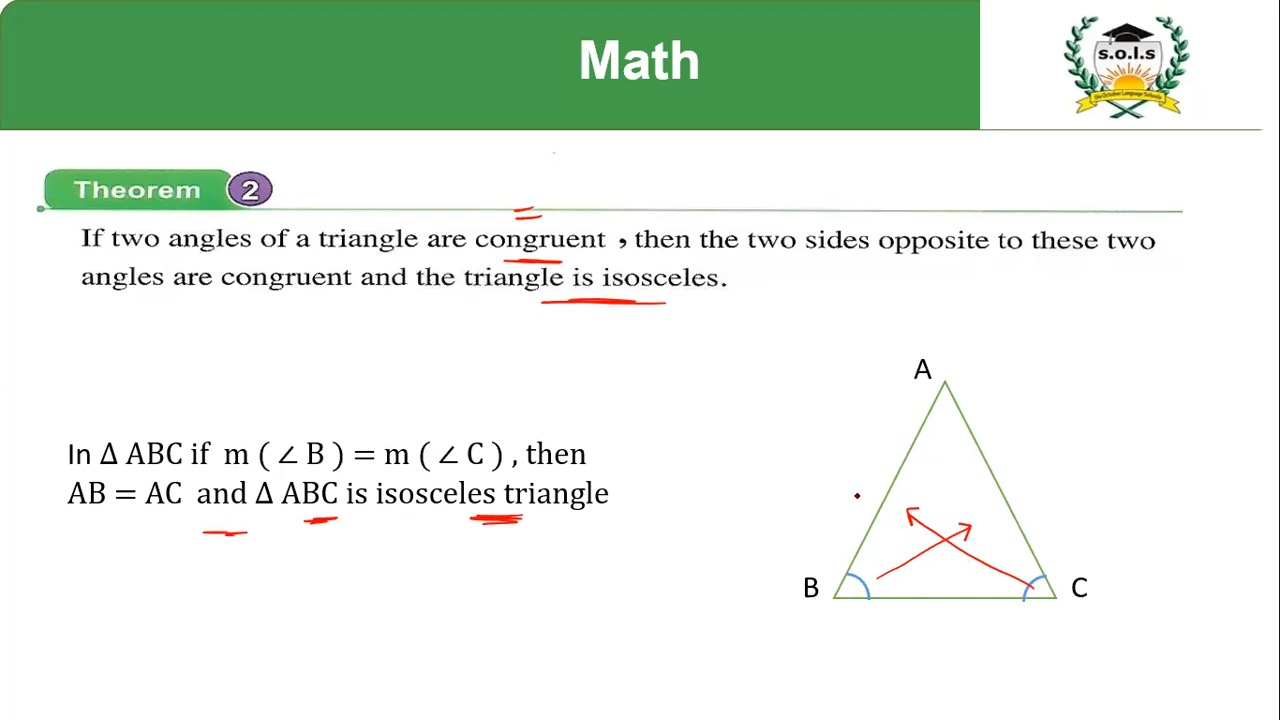 Math
s.o.l.s
Theorem 2
If two angles of a triangle are congruent , then the two sides opposite to these two
angles are congruent and the triangle is isosceles.
A
In Δ ABC if m ( ∠ B ) = m ( ∠ C ) , then
AB = AC and Δ ABC is isosceles triangle
B
C